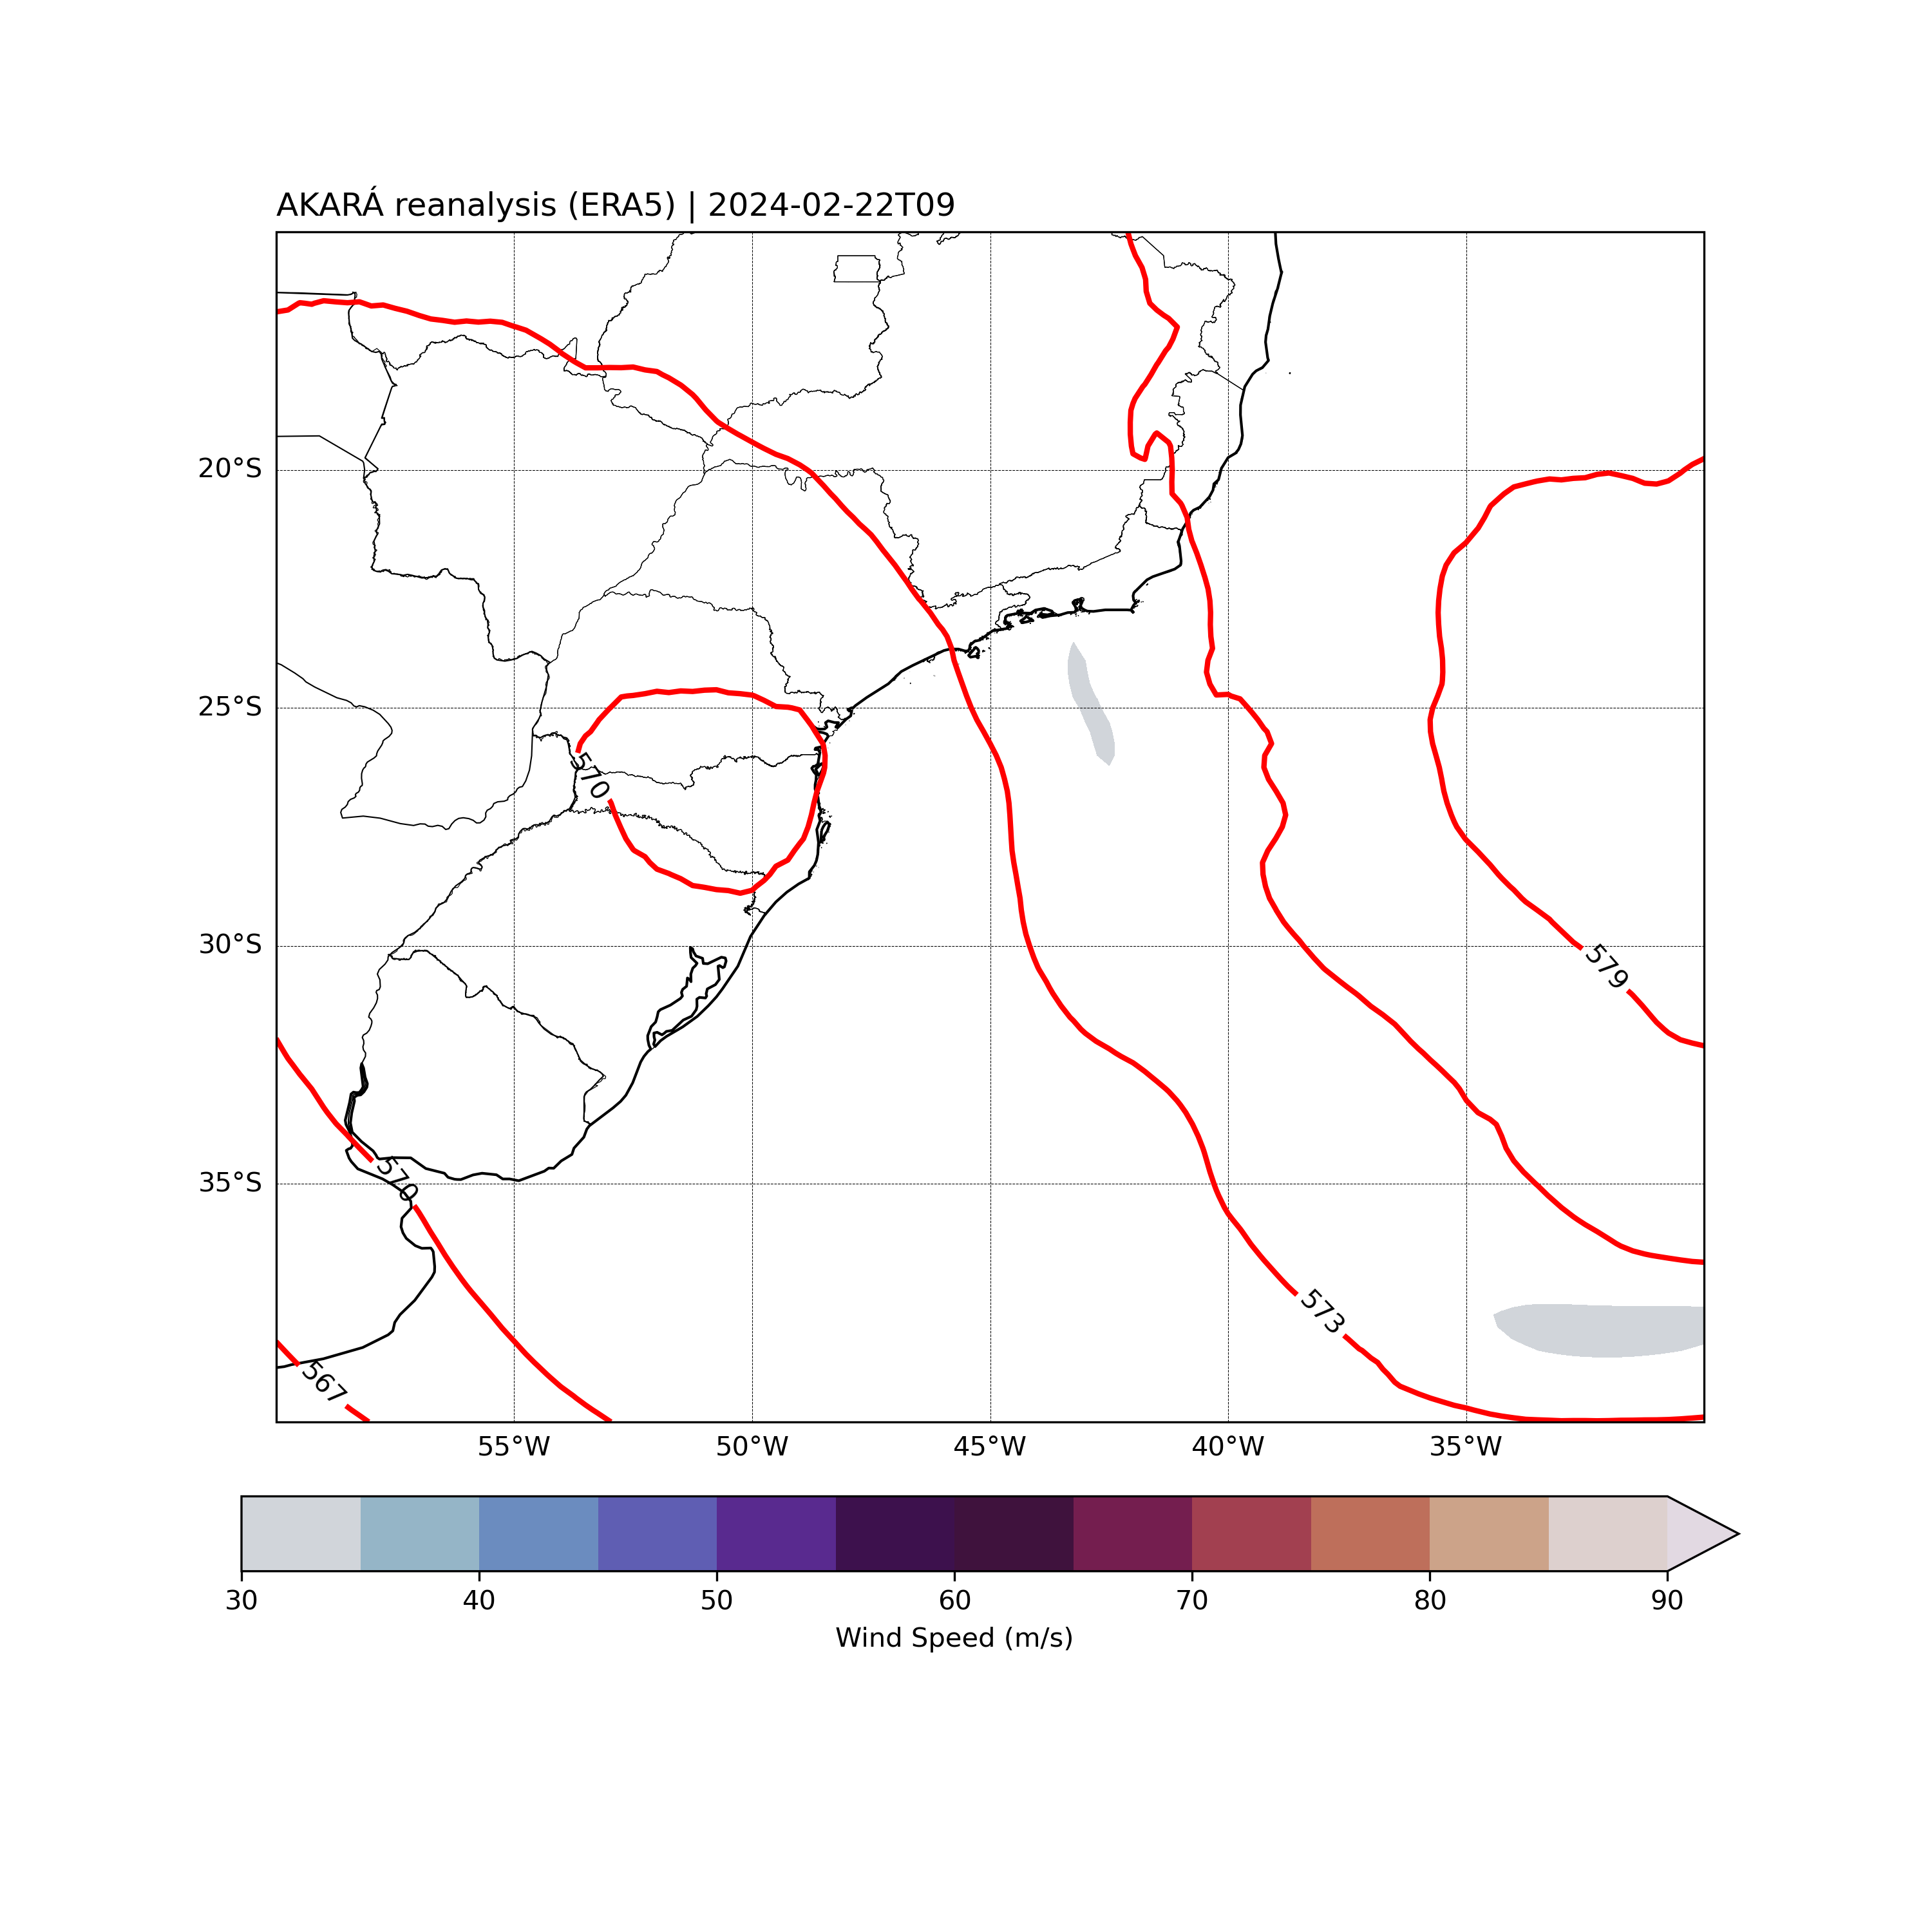 AKARÁ reanalysis (ERA5) | 2024-02-22T09
20°S
25°S
570
30°S
579
35°S
570
573
567
55°W 50°W 45°W 40°W 35°W
30 40 50 60 70 80 90
Wind Speed (m/s)